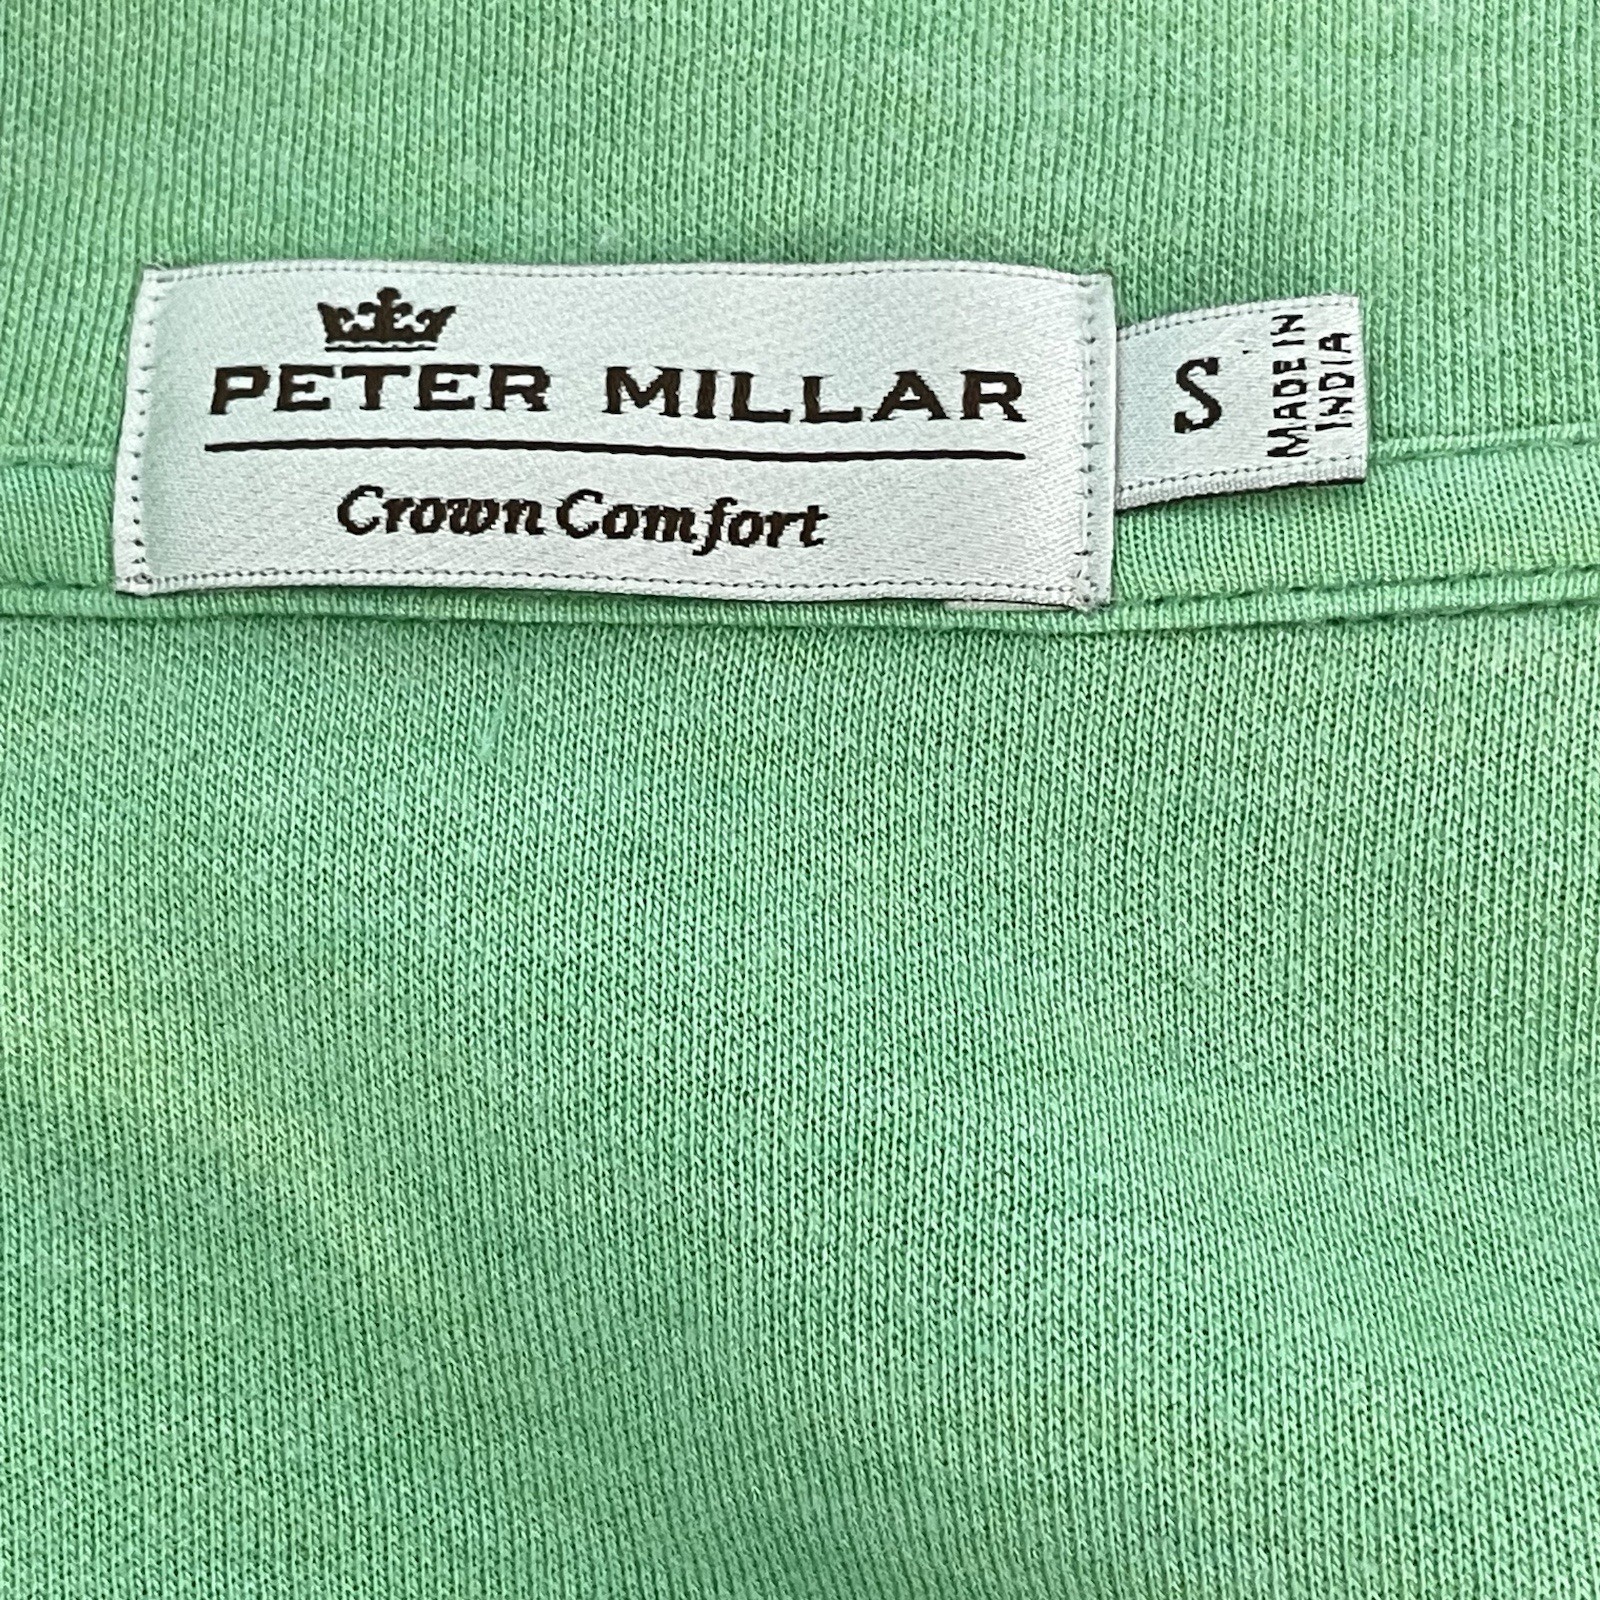 PETER MILLAR
Crown Comfort
S
MADE IN
INDIA